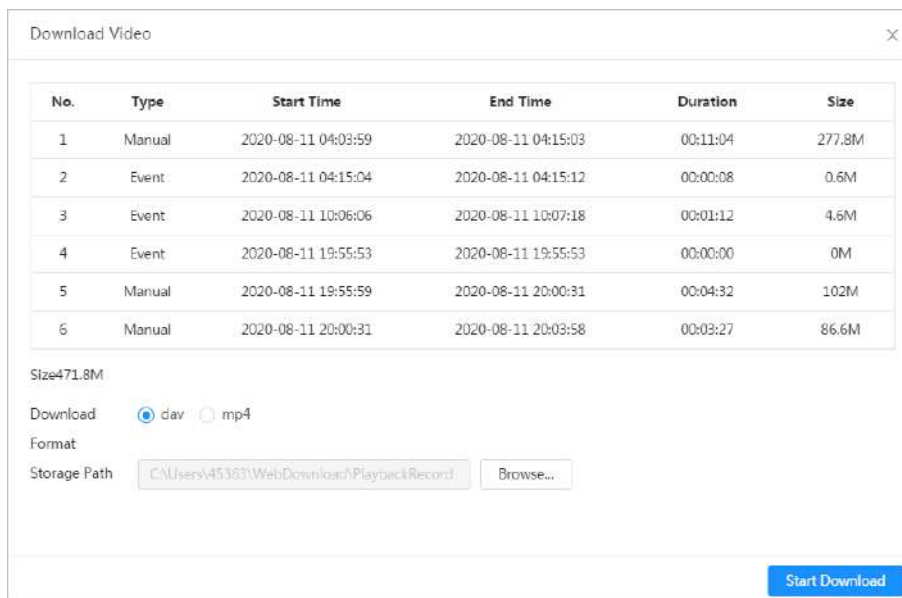 Download Video
No. Type Start Time End Time Duration Size
1 Manual 2020-08-11 04:03:59 2020-08-11 04:15:03 00:11:04 277.8M
2 Event 2020-08-11 04:15:04 2020-08-11 04:15:12 00:00:08 0.6M
3 Event 2020-08-11 10:06:06 2020-08-11 10:07:18 00:01:12 4.6M
4 Event 2020-08-11 19:55:53 2020-08-11 19:55:53 00:00:00 0M
5 Manual 2020-08-11 19:55:59 2020-08-11 20:00:31 00:04:32 102M
6 Manual 2020-08-11 20:00:31 2020-08-11 20:03:58 00:03:27 86.6M
Size471.8M
Download dav mp4
Format
Storage Path C:\Users\45363\WebDownload\PlaybackRecord Browse...
Start Download